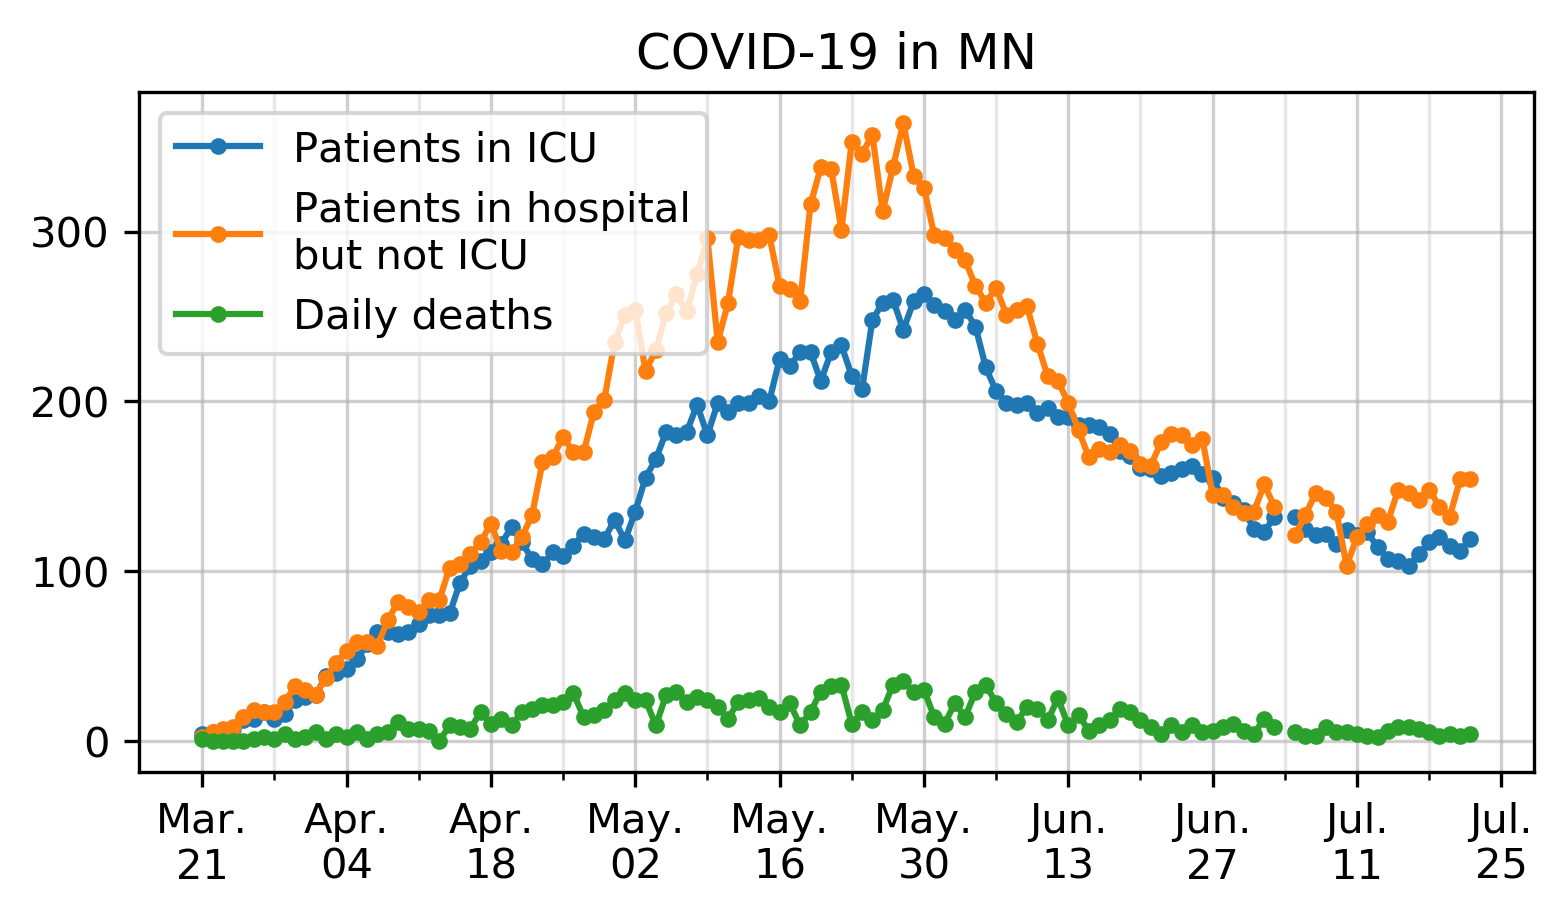 COVID-19 in MN
Patients in ICU
Patients in hospital
but not ICU
Daily deaths
300
200
100
0
Mar. Apr. Apr. May. May. May. Jun. Jun. Jul. Jul.
21 04 18 02 16 30 13 27 11 25